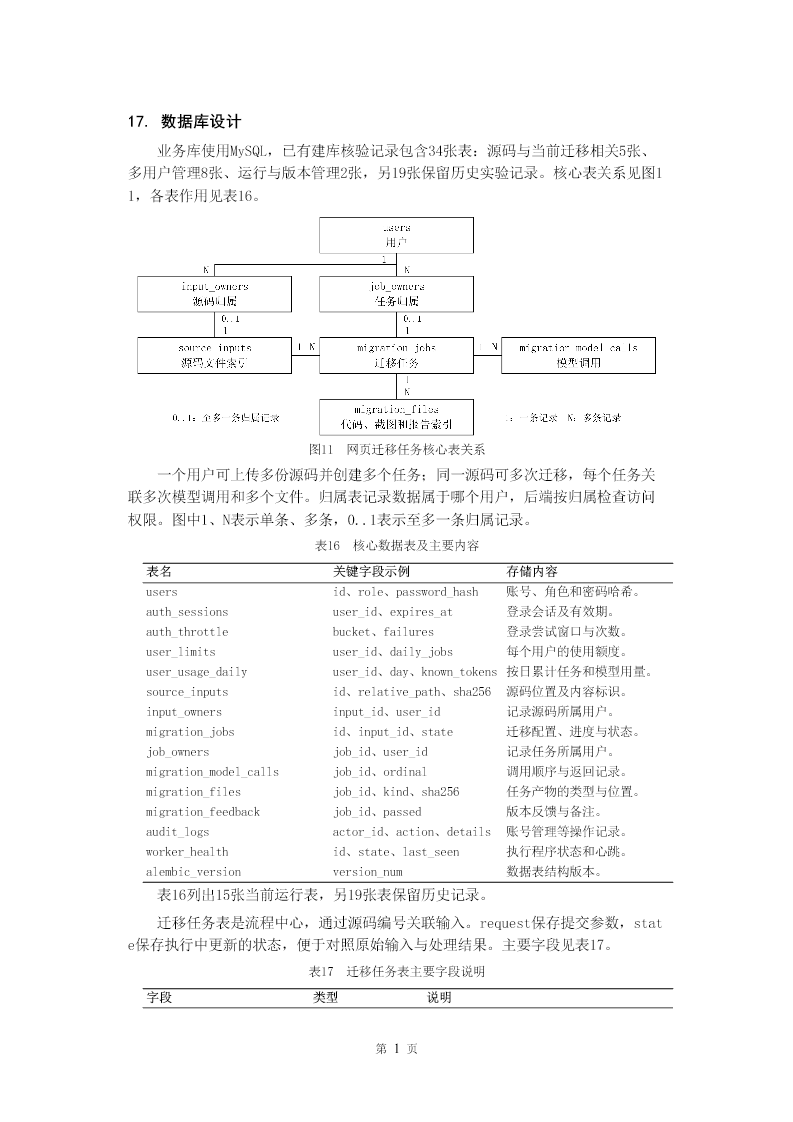 17. 数据库设计
业务库使用MySQL，已有建库核验记录包含34张表：源码与当前迁移相关5张、
多用户管理8张、运行与版本管理2张，另19张保留历史实验记录。核心表关系见图1
1，各表作用见表16。
users
用户
1
N N
input_owners job_owners
源码归属 任务归属
0..1 0..1
1 1
source_inputs 1 N migration_jobs 1 N migration_model_calls
源码文件索引 迁移任务 模型调用
1
N
migration_files
0..1：至多一条归属记录 代码、截图和报告索引 1：一条记录 N：多条记录
图11 网页迁移任务核心表关系
一个用户可上传多份源码并创建多个任务；同一源码可多次迁移，每个任务关
联多次模型调用和多个文件。归属表记录数据属于哪个用户，后端按归属检查访问
权限。图中1、N表示单条、多条，0..1表示至多一条归属记录。
表16 核心数据表及主要内容
表名 关键字段示例 存储内容
users id、role、password_hash 账号、角色和密码哈希。
auth_sessions user_id、expires_at 登录会话及有效期。
auth_throttle bucket、failures 登录尝试窗口与次数。
user_limits user_id、daily_jobs 每个用户的使用额度。
user_usage_daily user_id、day、known_tokens 按日累计任务和模型用量。
source_inputs id、relative_path、sha256 源码位置及内容标识。
input_owners input_id、user_id 记录源码所属用户。
migration_jobs id、input_id、state 迁移配置、进度与状态。
job_owners job_id、user_id 记录任务所属用户。
migration_model_calls job_id、ordinal 调用顺序与返回记录。
migration_files job_id、kind、sha256 任务产物的类型与位置。
migration_feedback job_id、passed 版本反馈与备注。
audit_logs actor_id、action、details 账号管理等操作记录。
worker_health id、state、last_seen 执行程序状态和心跳。
alembic_version version_num 数据表结构版本。
表16列出15张当前运行表，另19张表保留历史记录。
迁移任务表是流程中心，通过源码编号关联输入。request保存提交参数，stat
e保存执行中更新的状态，便于对照原始输入与处理结果。主要字段见表17。
表17 迁移任务表主要字段说明
字段 类型 说明
第 1 页